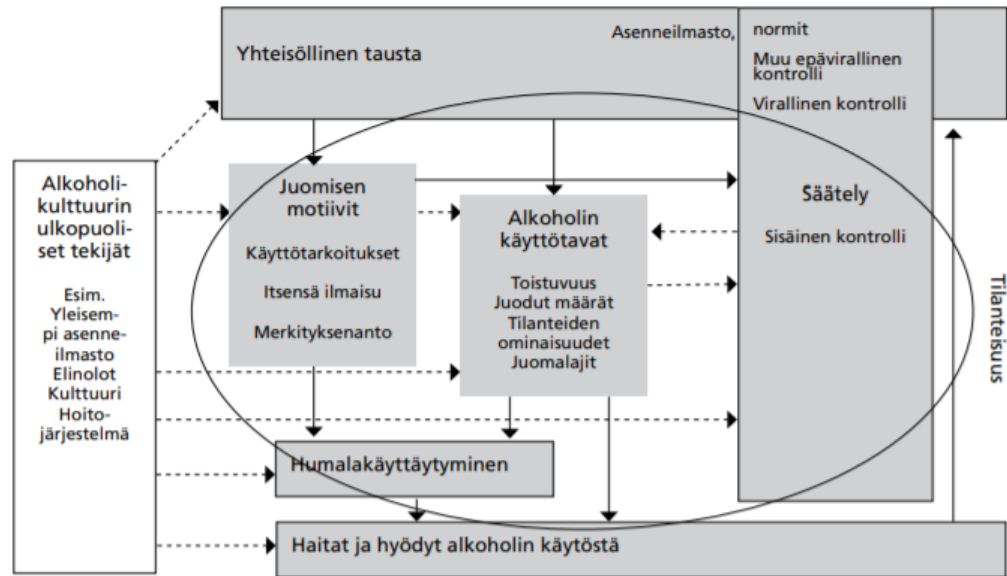 Yhteisöllinen tausta
Asenneilmasto, normit
Muu epävirallinen
kontrolli
Virallinen kontrolli
Alkoholi-
kulttuurin
ulkopuoli-
set tekijät
Esim.
Yleisem-
pi asenne-
ilmasto
Elinolot
Kulttuuri
Hoito-
järjestelmä
Juomisen
motiivit
Käyttötarkoitukset
Itsensä ilmaisu
Merkityksenanto
Alkoholin
käyttötavat
Toistuvuus
Juodut määrät
Tilanteiden
ominaisuudet
Juomalajit
Säätely
Sisäinen kontrolli
Tilanteisuus
Humalakäyttäytyminen
Haitat ja hyödyt alkoholin käytöstä